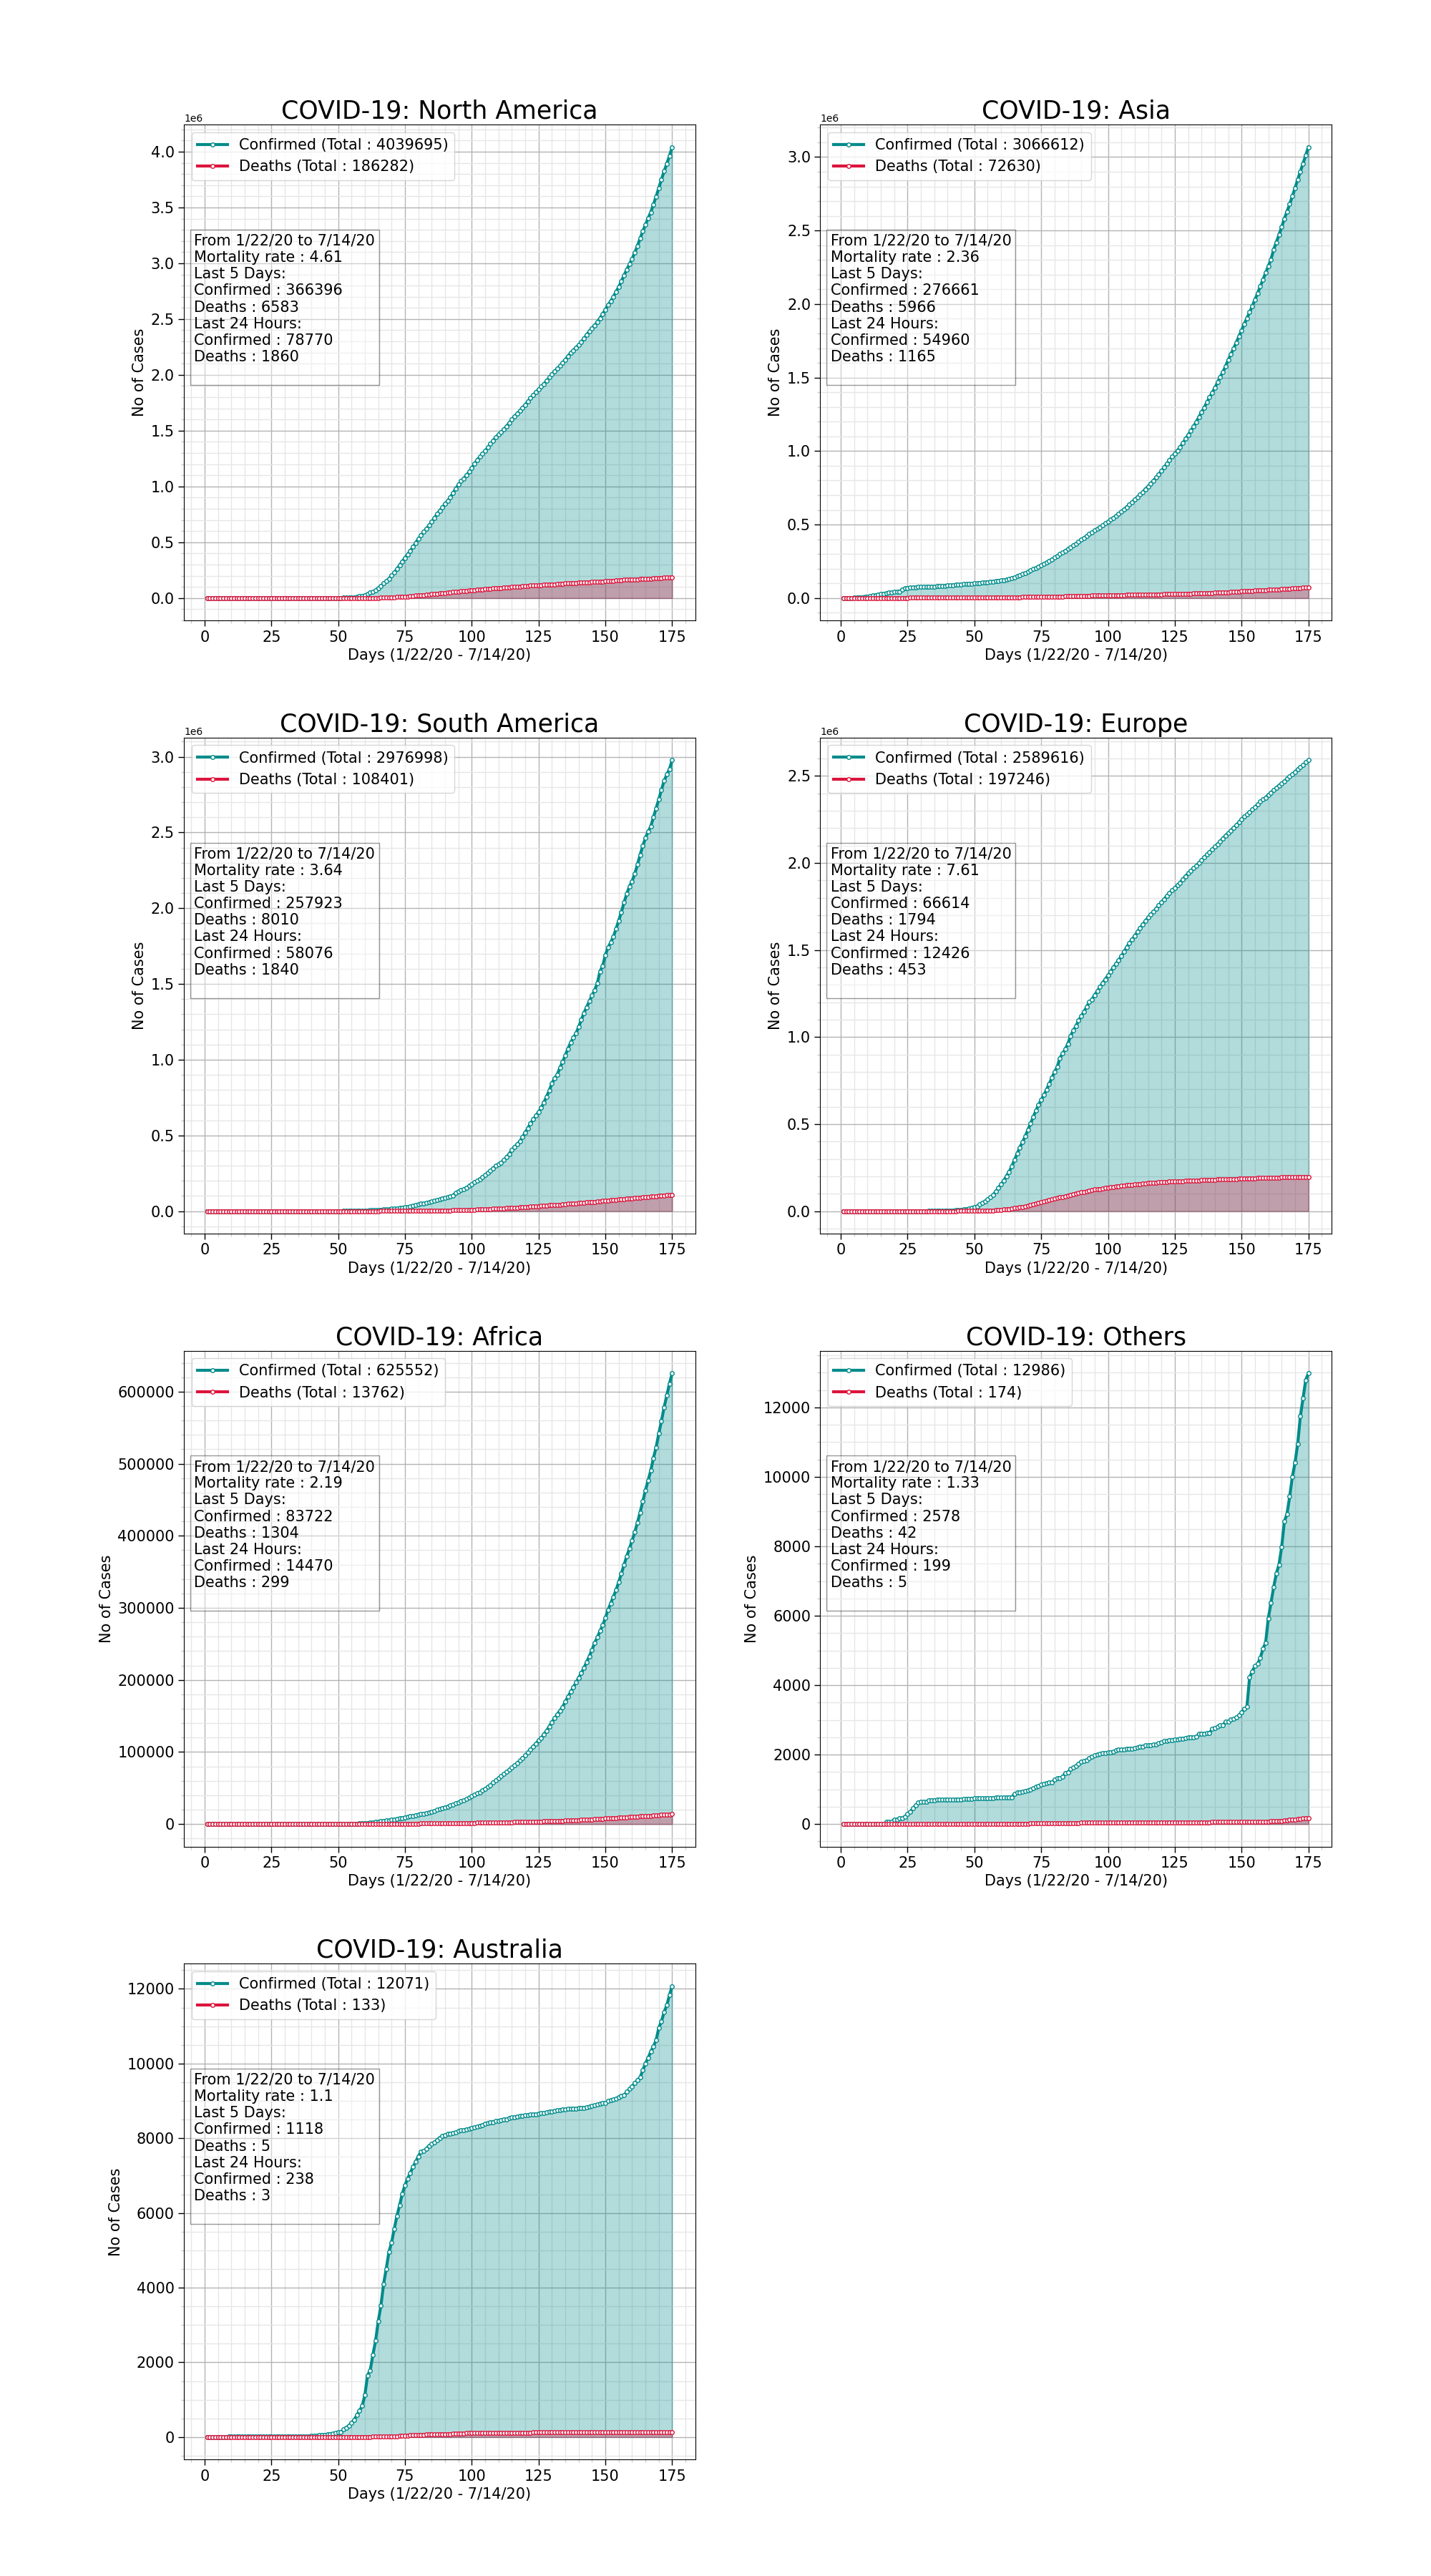 COVID-19: North America
1e6
Confirmed (Total : 4039695)
Deaths (Total : 186282)
From 1/22/20 to 7/14/20
Mortality rate : 4.61
Last 5 Days:
Confirmed : 366396
Deaths : 6583
Last 24 Hours:
Confirmed : 78770
Deaths : 1860
No of Cases
4.0
3.5
3.0
2.5
2.0
1.5
1.0
0.5
0.0
0 25 50 75 100 125 150 175
Days (1/22/20 - 7/14/20)
COVID-19: Asia
1e6
Confirmed (Total : 3066612)
Deaths (Total : 72630)
From 1/22/20 to 7/14/20
Mortality rate : 2.36
Last 5 Days:
Confirmed : 276661
Deaths : 5966
Last 24 Hours:
Confirmed : 54960
Deaths : 1165
No of Cases
3.0
2.5
2.0
1.5
1.0
0.5
0.0
0 25 50 75 100 125 150 175
Days (1/22/20 - 7/14/20)
COVID-19: South America
1e6
Confirmed (Total : 2976998)
Deaths (Total : 108401)
From 1/22/20 to 7/14/20
Mortality rate : 3.64
Last 5 Days:
Confirmed : 257923
Deaths : 8010
Last 24 Hours:
Confirmed : 58076
Deaths : 1840
No of Cases
3.0
2.5
2.0
1.5
1.0
0.5
0.0
0 25 50 75 100 125 150 175
Days (1/22/20 - 7/14/20)
COVID-19: Europe
1e6
Confirmed (Total : 2589616)
Deaths (Total : 197246)
From 1/22/20 to 7/14/20
Mortality rate : 7.61
Last 5 Days:
Confirmed : 66614
Deaths : 1794
Last 24 Hours:
Confirmed : 12426
Deaths : 453
No of Cases
2.5
2.0
1.5
1.0
0.5
0.0
0 25 50 75 100 125 150 175
Days (1/22/20 - 7/14/20)
COVID-19: Africa
Confirmed (Total : 625552)
Deaths (Total : 13762)
From 1/22/20 to 7/14/20
Mortality rate : 2.19
Last 5 Days:
Confirmed : 83722
Deaths : 1304
Last 24 Hours:
Confirmed : 14470
Deaths : 299
No of Cases
600000
500000
400000
300000
200000
100000
0
0 25 50 75 100 125 150 175
Days (1/22/20 - 7/14/20)
COVID-19: Others
Confirmed (Total : 12986)
Deaths (Total : 174)
From 1/22/20 to 7/14/20
Mortality rate : 1.33
Last 5 Days:
Confirmed : 2578
Deaths : 42
Last 24 Hours:
Confirmed : 199
Deaths : 5
No of Cases
12000
10000
8000
6000
4000
2000
0
0 25 50 75 100 125 150 175
Days (1/22/20 - 7/14/20)
COVID-19: Australia
Confirmed (Total : 12071)
Deaths (Total : 133)
From 1/22/20 to 7/14/20
Mortality rate : 1.1
Last 5 Days:
Confirmed : 1118
Deaths : 5
Last 24 Hours:
Confirmed : 238
Deaths : 3
No of Cases
12000
10000
8000
6000
4000
2000
0
0 25 50 75 100 125 150 175
Days (1/22/20 - 7/14/20)